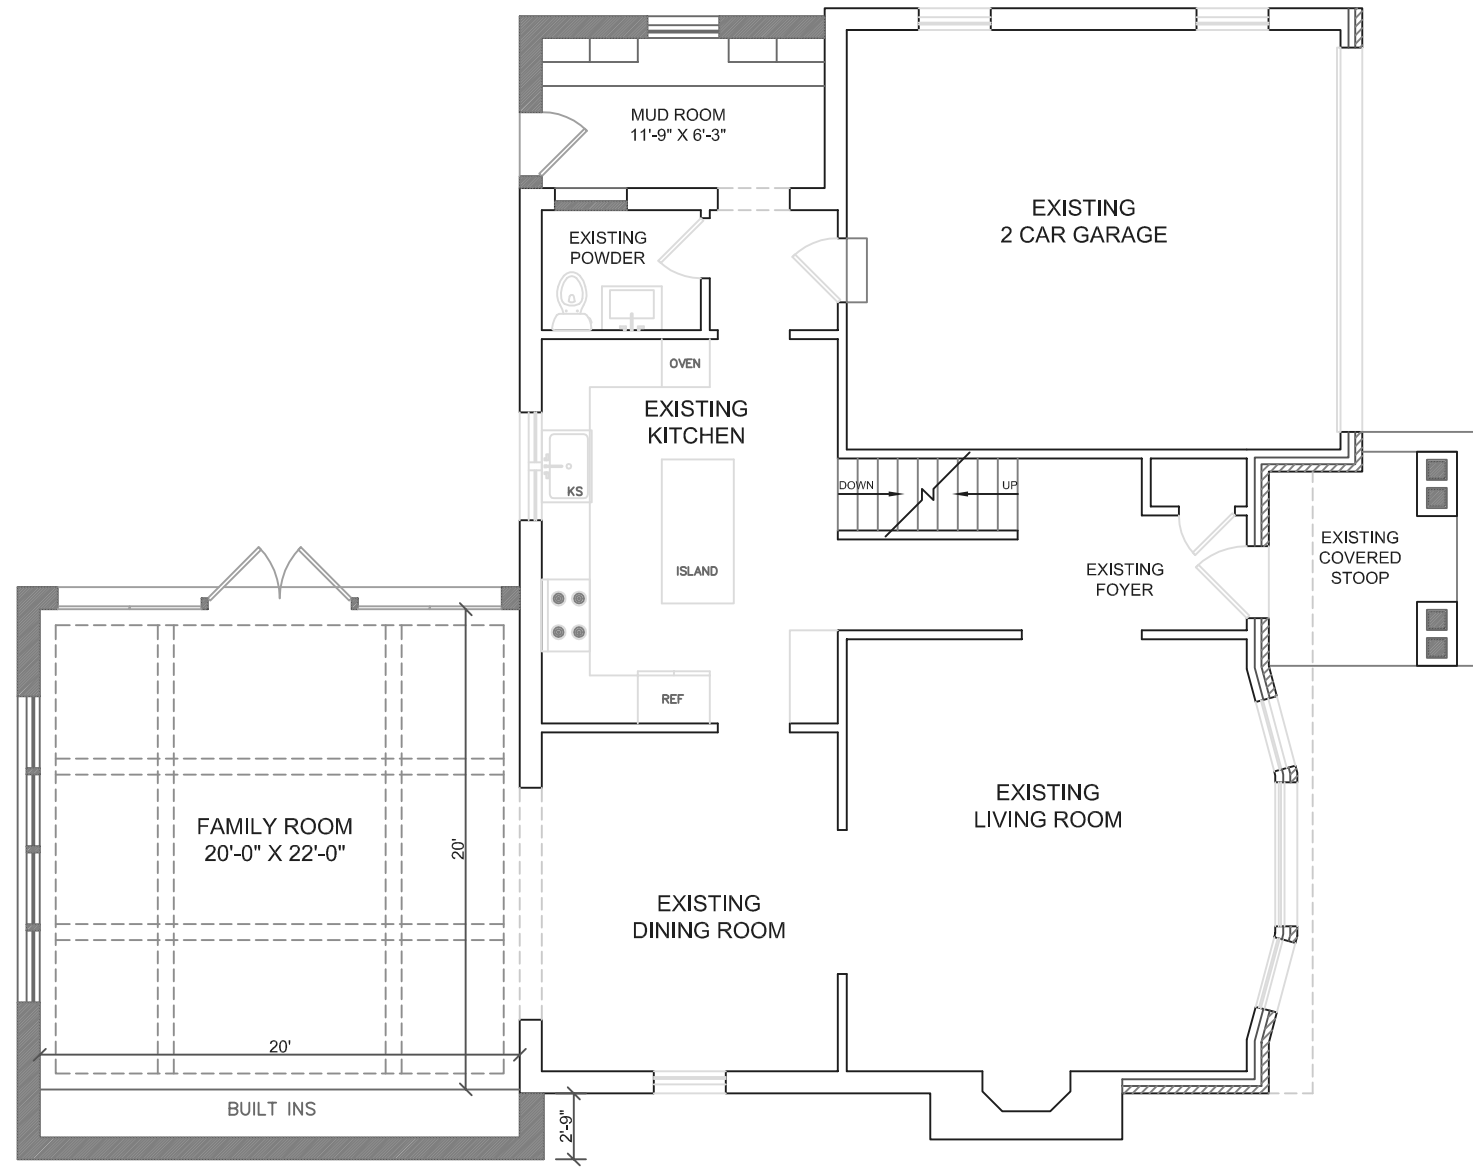 MUD ROOM
11'-9" X 6'-3"
EXISTING
2 CAR GARAGE
EXISTING
POWDER
OVEN
EXISTING
KITCHEN
KS
DOWN
UP
ISLAND
EXISTING
FOYER
EXISTING
COVERED
STOOP
REF
FAMILY ROOM
20'-0" X 22'-0"
20'
20'
BUILT INS
2'-9"
EXISTING
DINING ROOM
EXISTING
LIVING ROOM